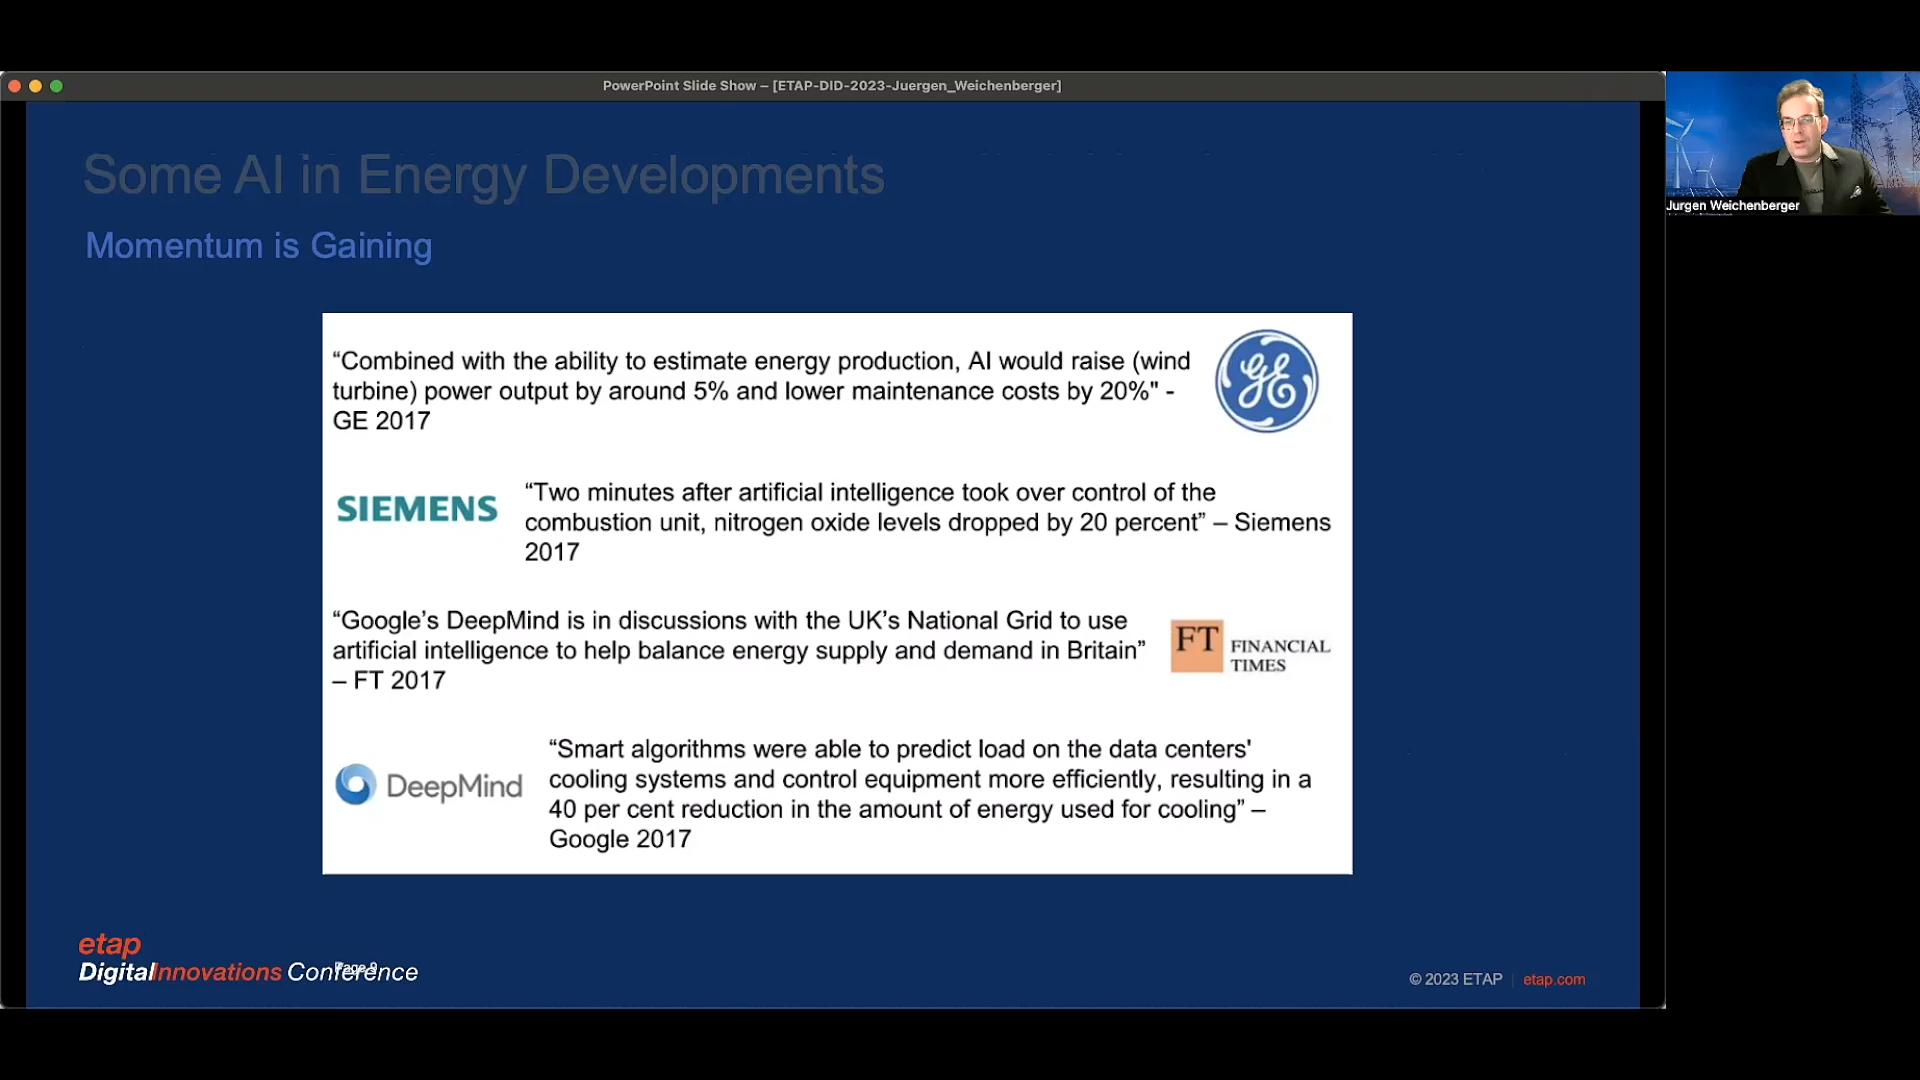 PowerPoint Slide Show – [ETAP-DID-2023-Juergen_Weichenberger]
Jurgen Weichenberger
Some AI in Energy Developments
Momentum is Gaining
“Combined with the ability to estimate energy production, AI would raise (wind
turbine) power output by around 5% and lower maintenance costs by 20%" -
GE 2017
GE
SIEMENS
“Two minutes after artificial intelligence took over control of the
combustion unit, nitrogen oxide levels dropped by 20 percent” – Siemens
2017
“Google’s DeepMind is in discussions with the UK’s National Grid to use
artificial intelligence to help balance energy supply and demand in Britain”
– FT 2017
FT FINANCIAL
TIMES
DeepMind
“Smart algorithms were able to predict load on the data centers'
cooling systems and control equipment more efficiently, resulting in a
40 per cent reduction in the amount of energy used for cooling” –
Google 2017
etap
DigitalInnovations Conference
Page 9
© 2023 ETAP | etap.com